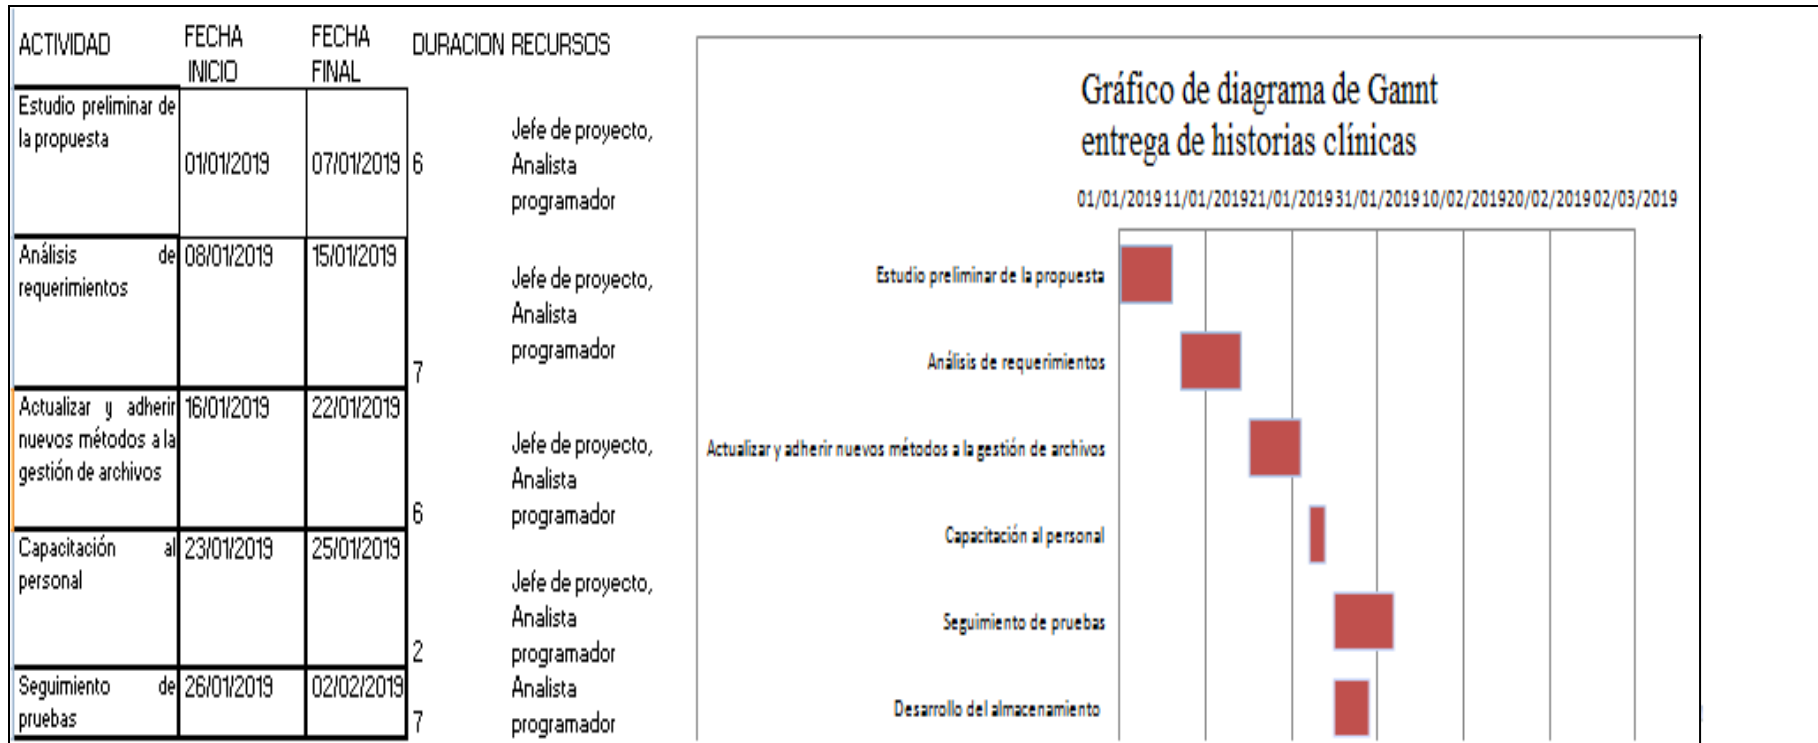 ACTIVIDAD FECHA INICIO FECHA FINAL DURACION RECURSOS
Estudio preliminar de
la propuesta
01/01/2019 07/01/2019 6
Jefe de proyecto,
Analista
programador
Análisis de
requerimientos
08/01/2019 15/01/2019
7
Jefe de proyecto,
Analista
programador
Actualizar y adherir
nuevos métodos a la
gestión de archivos
16/01/2019 22/01/2019
6
Jefe de proyecto,
Analista
programador
Capacitación al
personal
23/01/2019 25/01/2019
2
Jefe de proyecto,
Analista
programador
Seguimiento de
pruebas
26/01/2019 02/02/2019
7
Analista
programador
Gráfico de diagrama de Gannt
entrega de historias clínicas
01/01/2019 11/01/2019 21/01/2019 31/01/2019 10/02/2019 20/02/2019 02/03/2019
Estudio preliminar de la propuesta
Análisis de requerimientos
Actualizar y adherir nuevos métodos a la gestión de archivos
Capacitación al personal
Seguimiento de pruebas
Desarrollo del almacenamiento